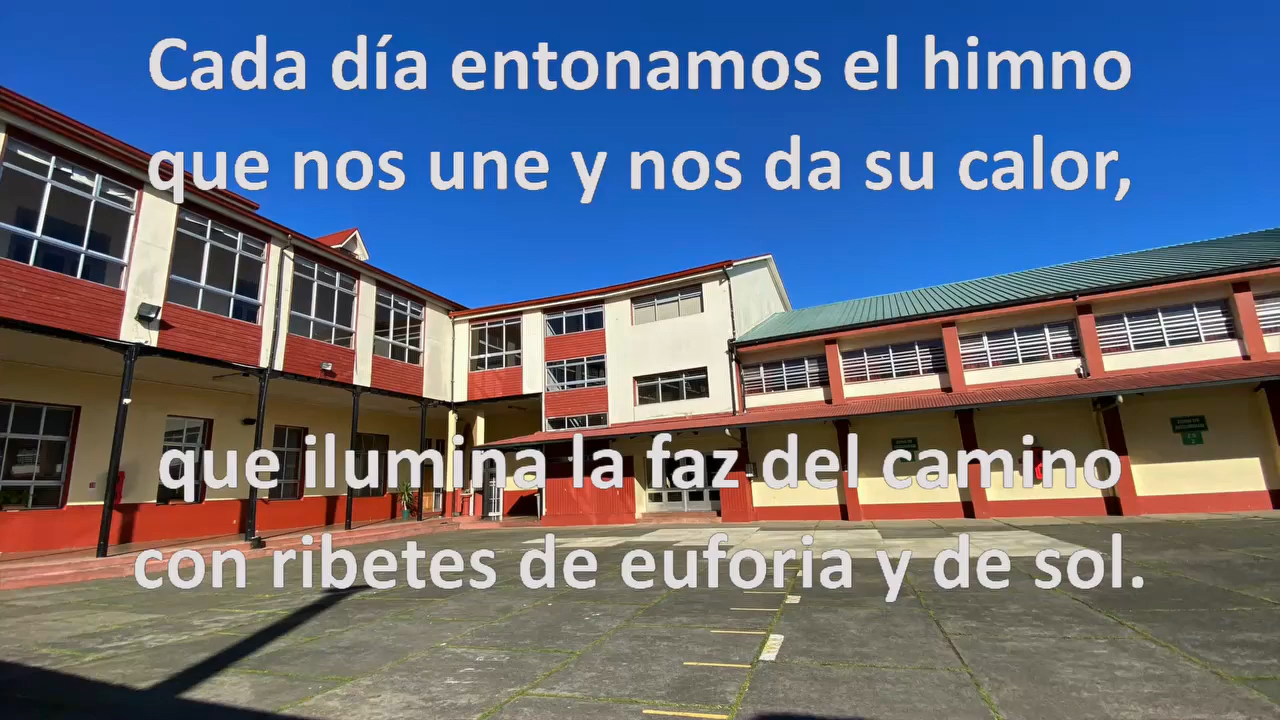 Cada día entonamos el himno
que nos une y nos da su calor,
que ilumina la faz del camino
con ribetes de euforia y de sol.